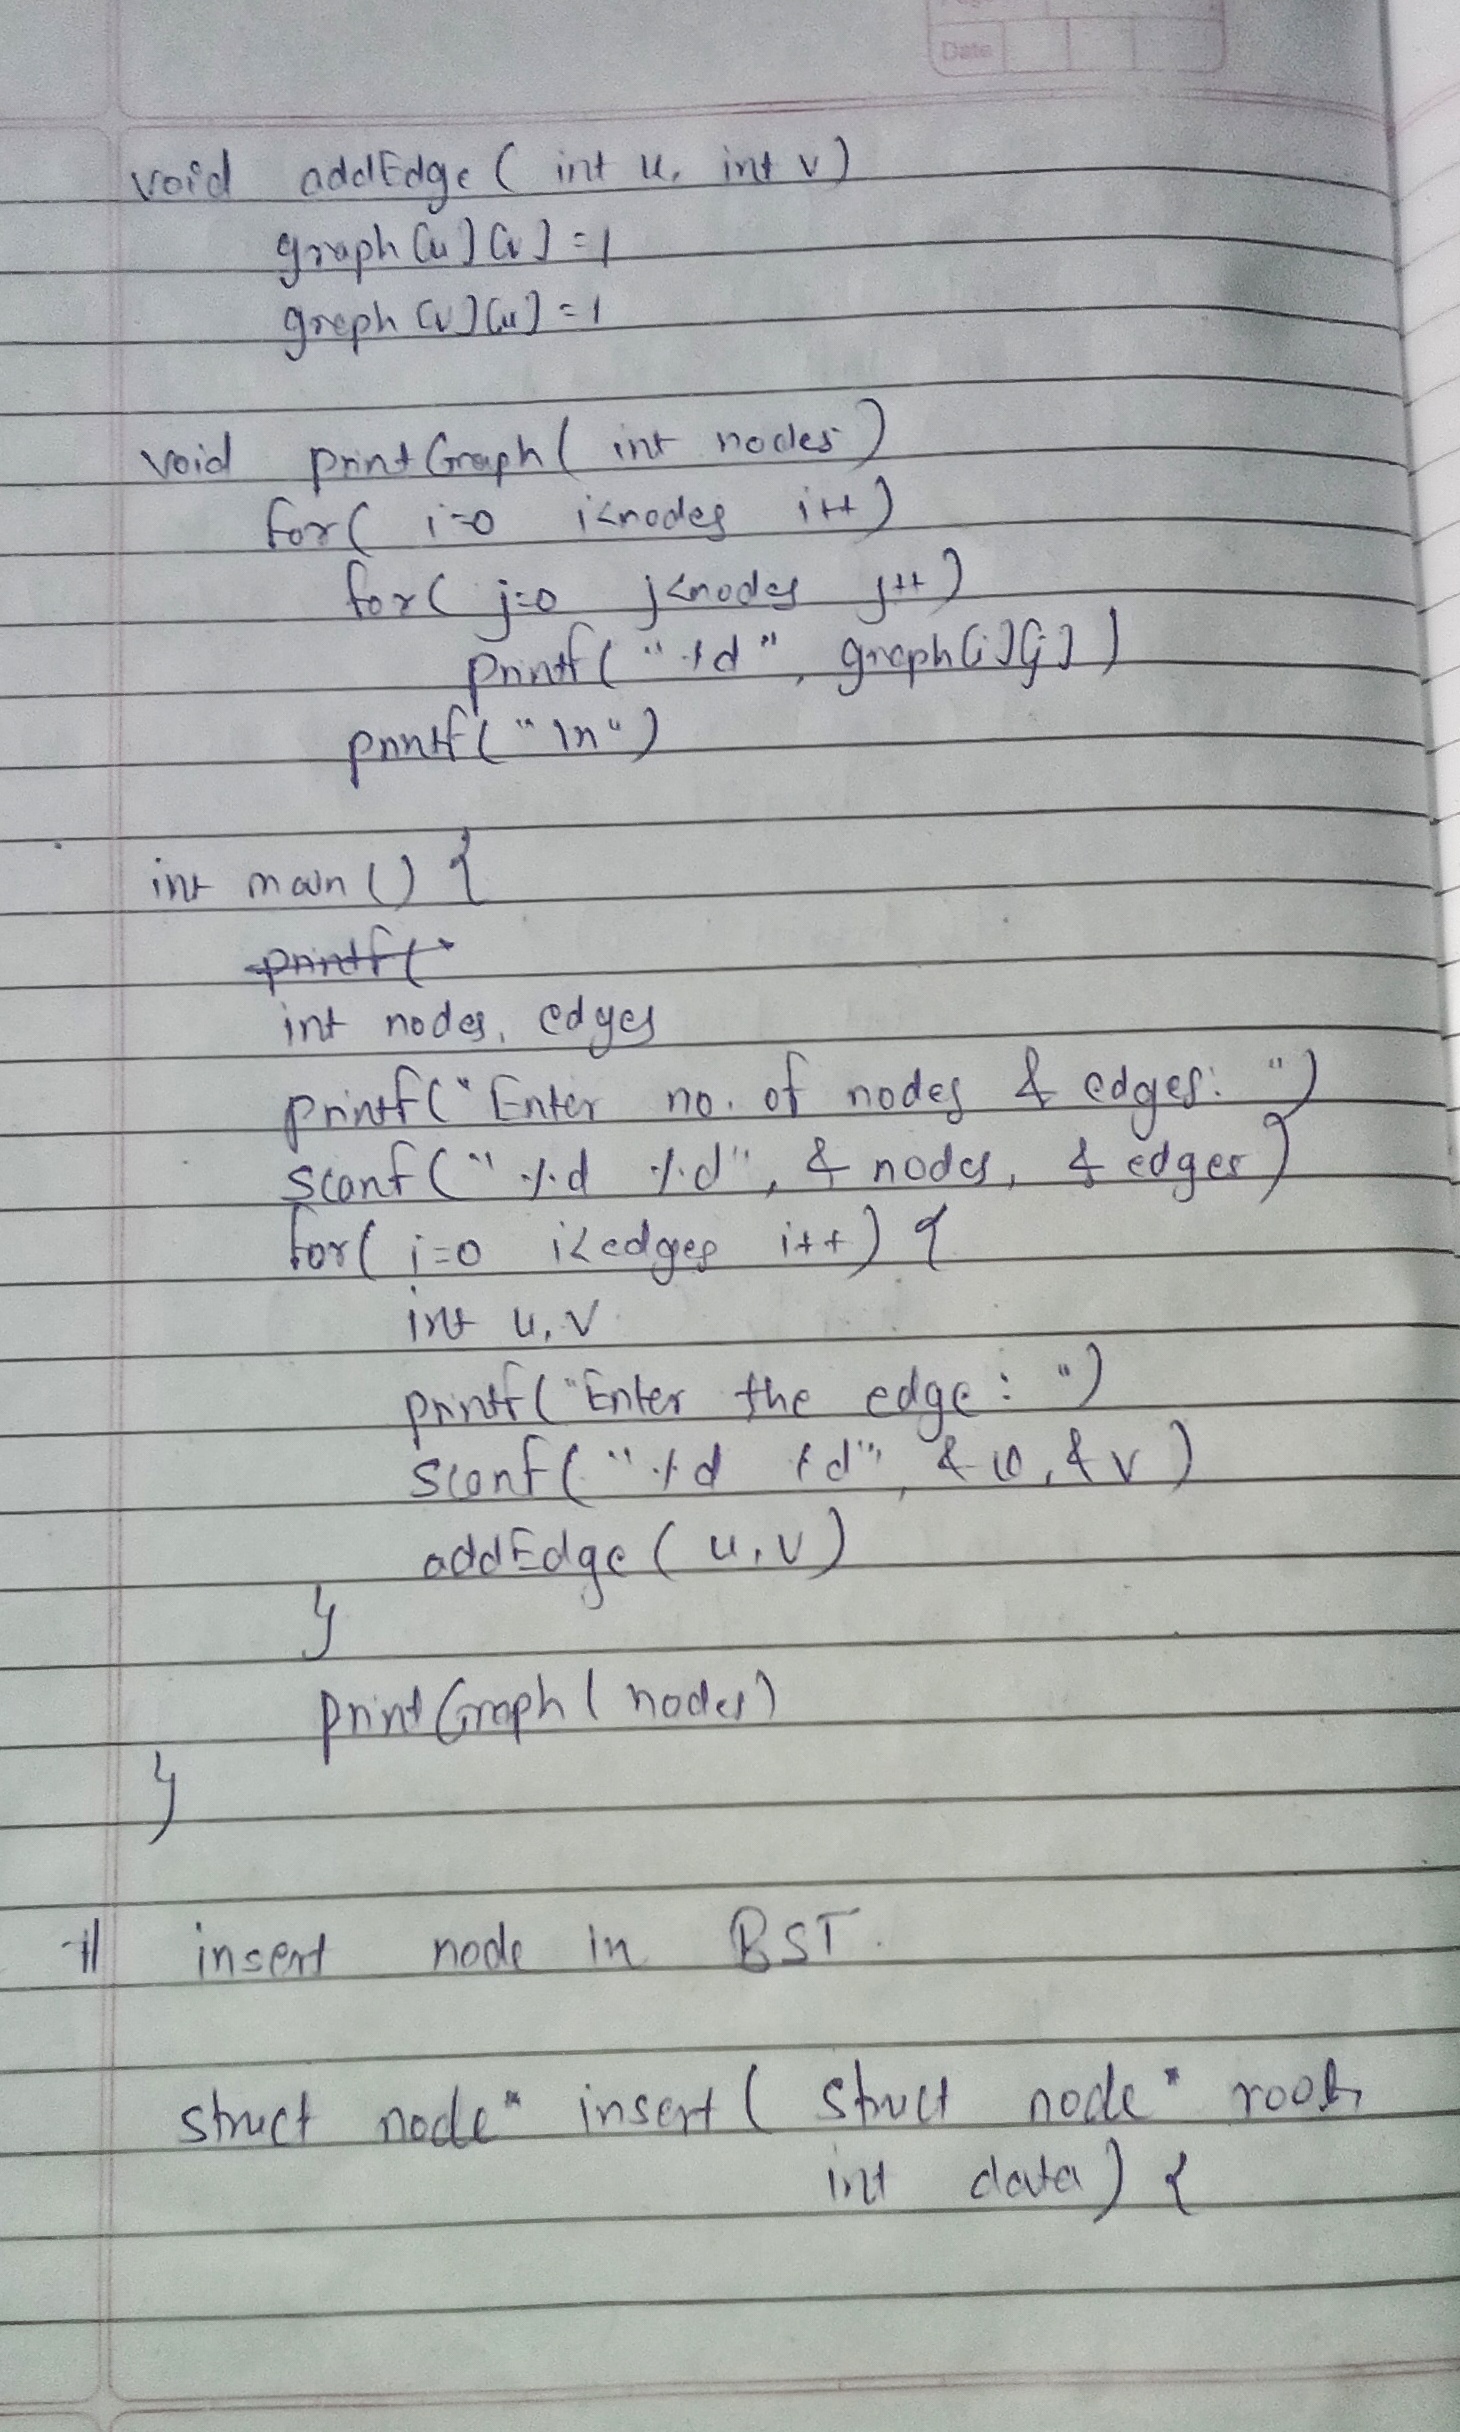 Date
void addEdge ( int u, int v )
graph [u] [v] = 1
graph [v] [u] = 1
void printGraph ( int nodes )
for ( i=0 i<nodes i++ )
for ( j=0 j<nodes j++ )
printf ( "%d", graph[i][j] )
printf ( "\n" )
int main () {
printf ("
int nodes, edges
printf ("Enter no. of nodes & edges: ")
scanf ( "%d %d", & nodes, & edges )
for ( i=0 i<edges i++ ) {
int u, v
printf ("Enter the edge : ")
scanf ( "%d %d", & u, & v )
addEdge ( u, v )
}
printGraph ( nodes )
}
# insert node in BST.
struct node* insert ( struct node* root,
int data ) {